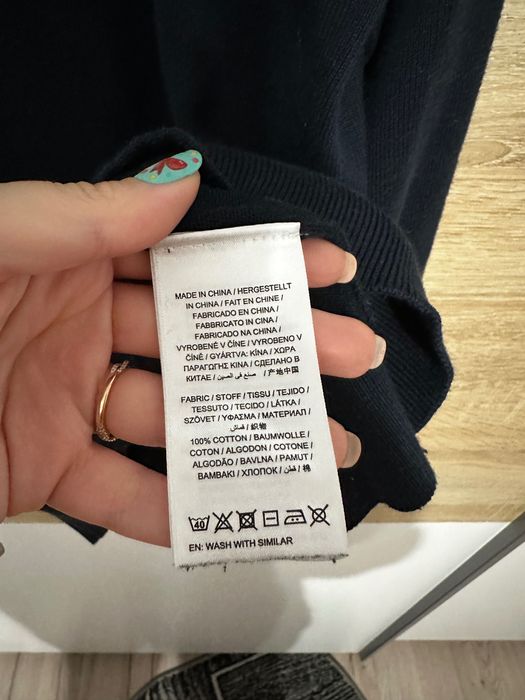 MADE IN CHINA / HERGESTELLT
IN CHINA / FAIT EN CHINE /
FABRICADO EN CHINA /
FABBRICATO IN CINA /
FABRICADO NA CHINA /
VYROBENÉ V ČÍNE / VYROBENO V
ČÍNĚ / GYÁRTVA: KÍNA / ΧΩΡΑ
ΠΑΡΑΓΩΓΗΣ ΚΙΝΑ / СДЕЛАНО В
КИТАЕ / صنع في الصين / 产地中国
FABRIC / STOFF / TISSU / TEJIDO /
TESSUTO / TECIDO / LÁTKA /
SZÖVET / ΥΦΑΣΜΑ / МАТЕРИАЛ /
قماش / 织物
100% COTTON / BAUMWOLLE /
COTON / ALGODON / COTONE /
ALGODÃO / BAVLNA / PAMUT /
ΒΑΜΒΑΚΙ / ХЛОПОК / قطن / 棉
40
EN: WASH WITH SIMILAR